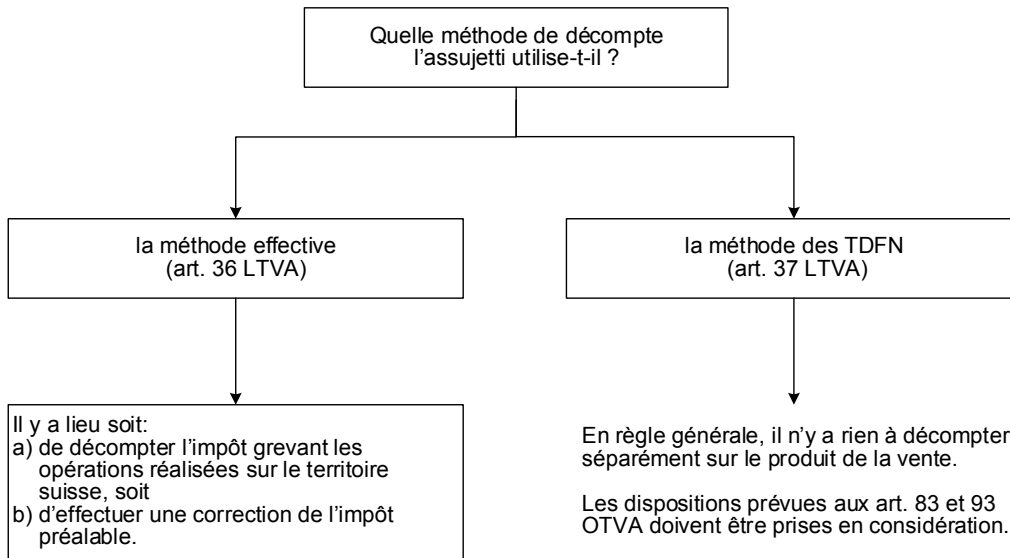 Quelle méthode de décompte
l'assujetti utilise-t-il ?
la méthode effective
(art. 36 LTVA)
la méthode des TDFN
(art. 37 LTVA)
Il y a lieu soit:
a) de décompter l'impôt grevant les
opérations réalisées sur le territoire
suisse, soit
b) d'effectuer une correction de l'impôt
préalable.
En règle générale, il n'y a rien à décompter
séparément sur le produit de la vente.
Les dispositions prévues aux art. 83 et 93
OTVA doivent être prises en considération.